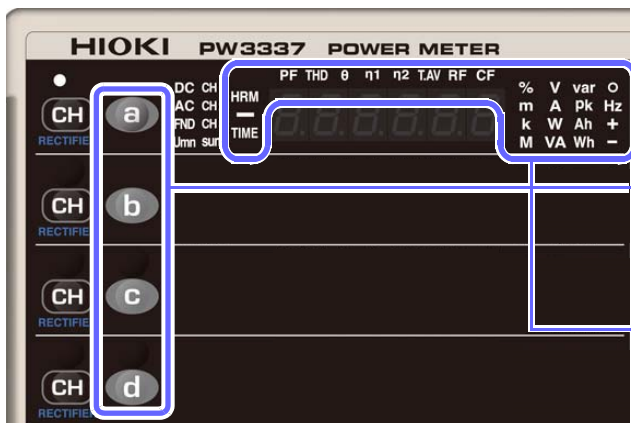 HIOKI PW3337 POWER METER
PF THD θ η1 η2 T.AV RF CF
DC CH HRM % V var °
CH a AC CH m A Pk Hz
FND CH TIME k W Ah +
RECTIFIER Umn sum M VA Wh −
CH b
RECTIFIE
CH c
RECTIFIER
CH d
RECTIFIER